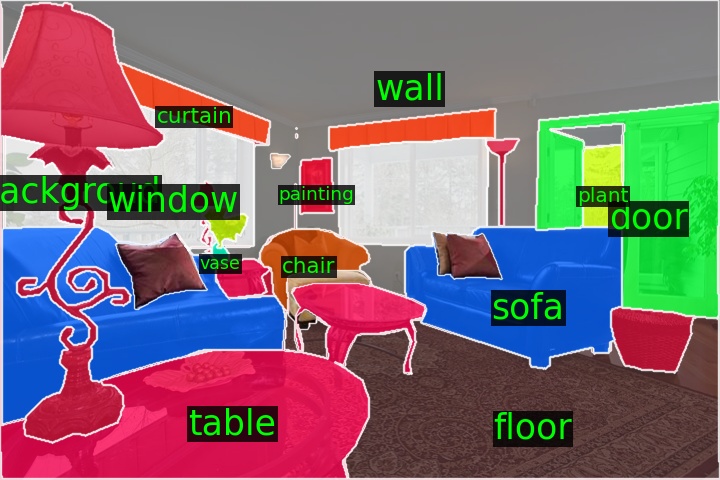 wall
curtain
ackground
window
painting
plant
door
vase
chair
sofa
table
floor